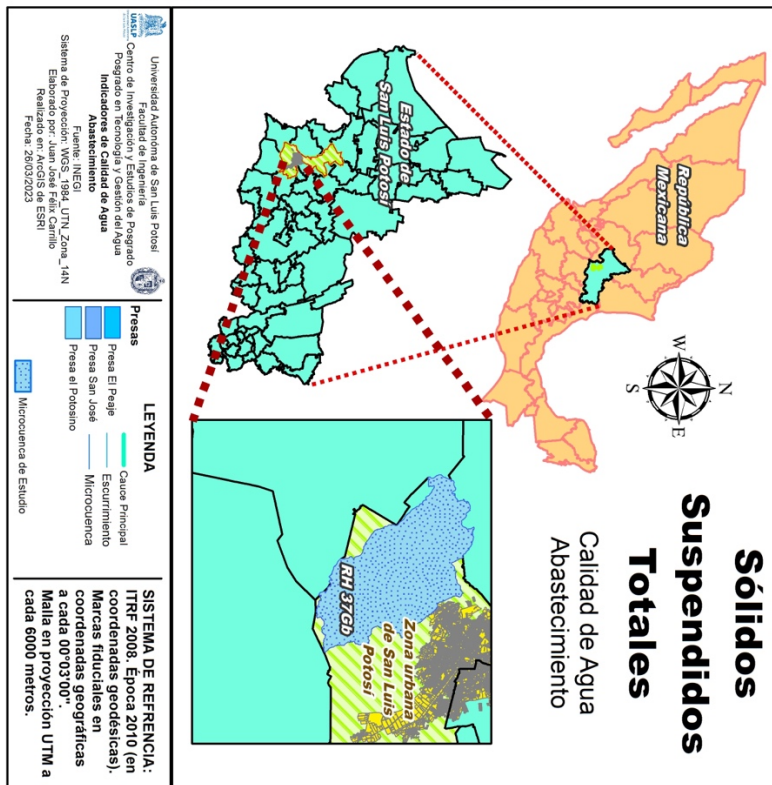 Sólidos
Suspendidos
Totales
Calidad de Agua
Abastecimiento
República
Mexicana
N
W
E
S
Estado de
San Luis Potosí
RH 37Gb
Zona urbana
de San Luis
Potosí
UASLP
Universidad Autonóma de San Luis Potosí
Facultad de Ingeniería
Centro de Investigación y Estudios de Posgrado
Posgrado en Tecnología y Gestión del Agua
Indicadores de Calidad de Agua
Abastecimiento
Fuente: INEGI
Sistema de Proyección: WGS_1984_UTN_Zona_14N
Elaborado por: Juan José Félix Carrillo
Realizado en: ArcGIS de ESRI
Fecha: 26/03/2023
LEYENDA
Presas
Presa El Peaje
Presa San José
Presa el Potosino
Cauce Principal
Escurrimiento
Microcuenca
Microcuenca de Estudio
SISTEMA DE REFRENCIA:
ITRF 2008. Época 2010 (en
coordenadas geodésicas).
Marcas fiduciales en
coordenadas geográficas
a cada 00°03'00".
Malla en proyección UTM a
cada 6000 metros.